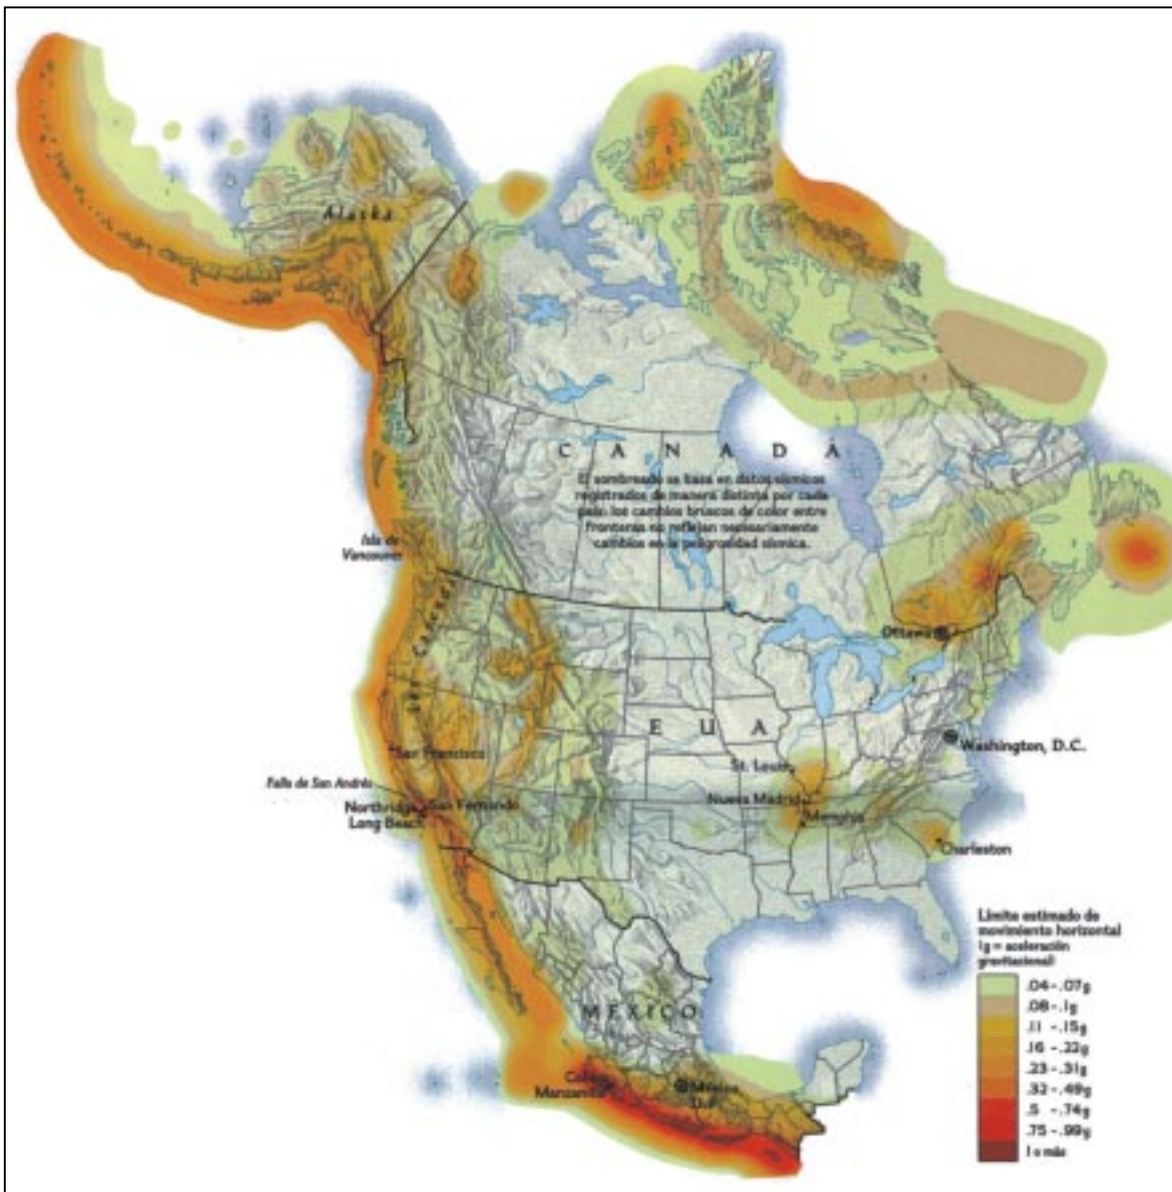 Alaska
CANADÁ
El sombreado se basa en datos sísmicos
registrados de manera distinta por cada
país: los cambios bruscos de color entre
fronteras no reflejan necesariamente
cambios en la peligrosidad sísmica.
Isla de
Vancouver
Ottawa
EUA
San Francisco
Washington, D.C.
St. Louis
Falla de San Andrés
Northridge
San Fernando
Long Beach
Nueva Madrid
Memphis
Charleston
MÉXICO
Manzanillo
México
D.F.
Límite estimado de
movimiento horizontal
1g = aceleración
gravitacional
.04-.07g
.08-.1g
.11 -.15g
.16 -.22g
.23-.31g
.32-.49g
.5 -.74g
.75-.99g
1 o más